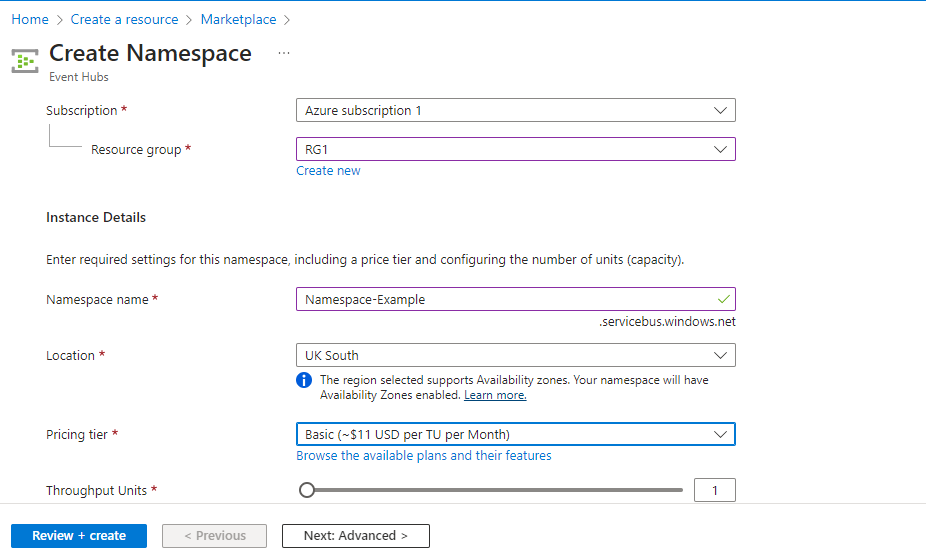 Home > Create a resource > Marketplace >
Create Namespace ...
Event Hubs
Subscription *
Azure subscription 1
Resource group *
RG1
Create new
Instance Details
Enter required settings for this namespace, including a price tier and configuring the number of units (capacity).
Namespace name *
Namespace-Example
.servicebus.windows.net
Location *
UK South
The region selected supports Availability zones. Your namespace will have
Availability Zones enabled. Learn more.
Pricing tier *
Basic (~$11 USD per TU per Month)
Browse the available plans and their features
Throughput Units *
1
Review + create
< Previous
Next: Advanced >